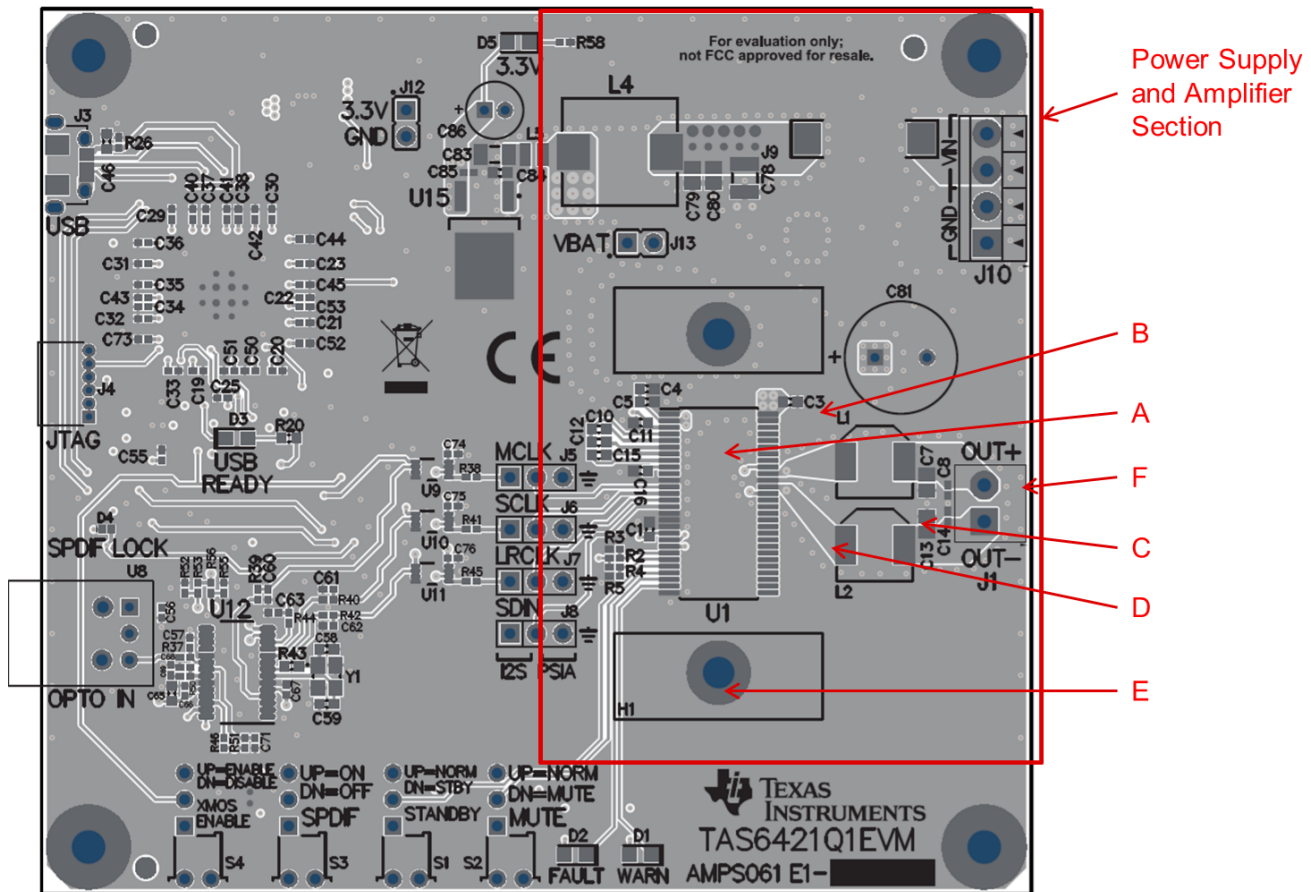 For evaluation only;
not FCC approved for resale.
Power Supply
and Amplifier
Section
D5
R58
3.3V
L4
J12
3.3V
GND
C86
J3
R26
C46
C83
L5
C85
C84
U15
J9
C78
C79
C80
VIN
GND
J10
USB
C40
C37
C41
C38
C30
C29
C42
C36
C44
C31
C23
C35
C45
C43
C22
C34
C53
C32
C21
C73
C52
VBAT
J13
C81
B
J4
JTAG
C33
C19
C51
C50
C20
C25
D3
R20
USB
READY
C55
C4
C5
C3
C10
C12
C11
C15
C16
L1
A
OUT+
C7
C8
F
C74
MCLK
J5
R38
U9
SCLK
J6
C75
R41
U10
LRCLK
J7
C76
R45
U11
SDIN
J8
I2S
PSIA
C1
R3
R2
R4
R5
U1
C13
C14
OUT-
J1
C
L2
D
D4
SPDIF LOCK
U8
R52
R53
R56
R55
R39
C60
C61
R40
R42
C62
C63
R44
U12
C56
C57
R37
C58
R43
Y1
C65
C67
C59
OPTO IN
R46
R51
C71
H1
E
UP=ENABLE
DN=DISABLE
UP=ON
DN=OFF
UP=NORM
DN=STBY
UP=NORM
DN=MUTE
XMOS
ENABLE
SPDIF
STANDBY
MUTE
S4
S3
S1
S2
D2
FAULT
D1
WARN
TEXAS
INSTRUMENTS
TAS6421Q1EVM
AMPS061 E1-